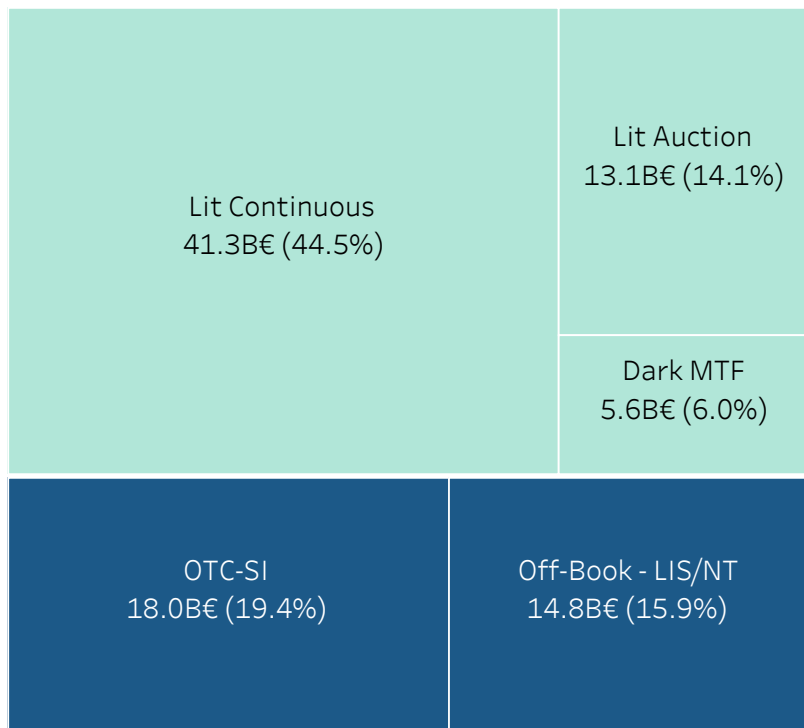 Lit Continuous
41.3B€ (44.5%)
Lit Auction
13.1B€ (14.1%)
Dark MTF
5.6B€ (6.0%)
OTC-SI
18.0B€ (19.4%)
Off-Book - LIS/NT
14.8B€ (15.9%)